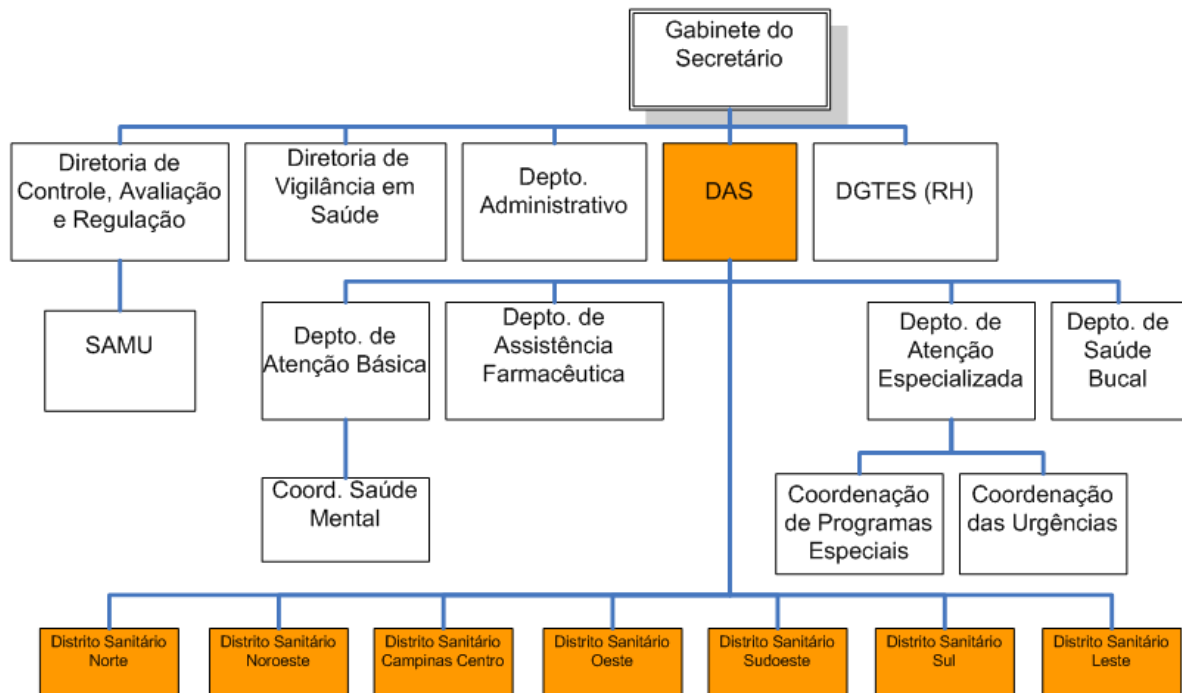 Gabinete do
Secretário
Diretoria de
Controle, Avaliação
e Regulação
Diretoria de
Vigilância em
Saúde
Depto.
Administrativo
DAS
DGTES (RH)
SAMU
Depto. de
Atenção Básica
Depto. de
Assistência
Farmacêutica
Depto. de
Atenção
Especializada
Depto. de
Saúde
Bucal
Coord. Saúde
Mental
Coordenação
de Programas
Especiais
Coordenação
das Urgências
Distrito Sanitário
Norte
Distrito Sanitário
Noroeste
Distrito Sanitário
Campinas Centro
Distrito Sanitário
Oeste
Distrito Sanitário
Sudoeste
Distrito Sanitário
Sul
Distrito Sanitário
Leste